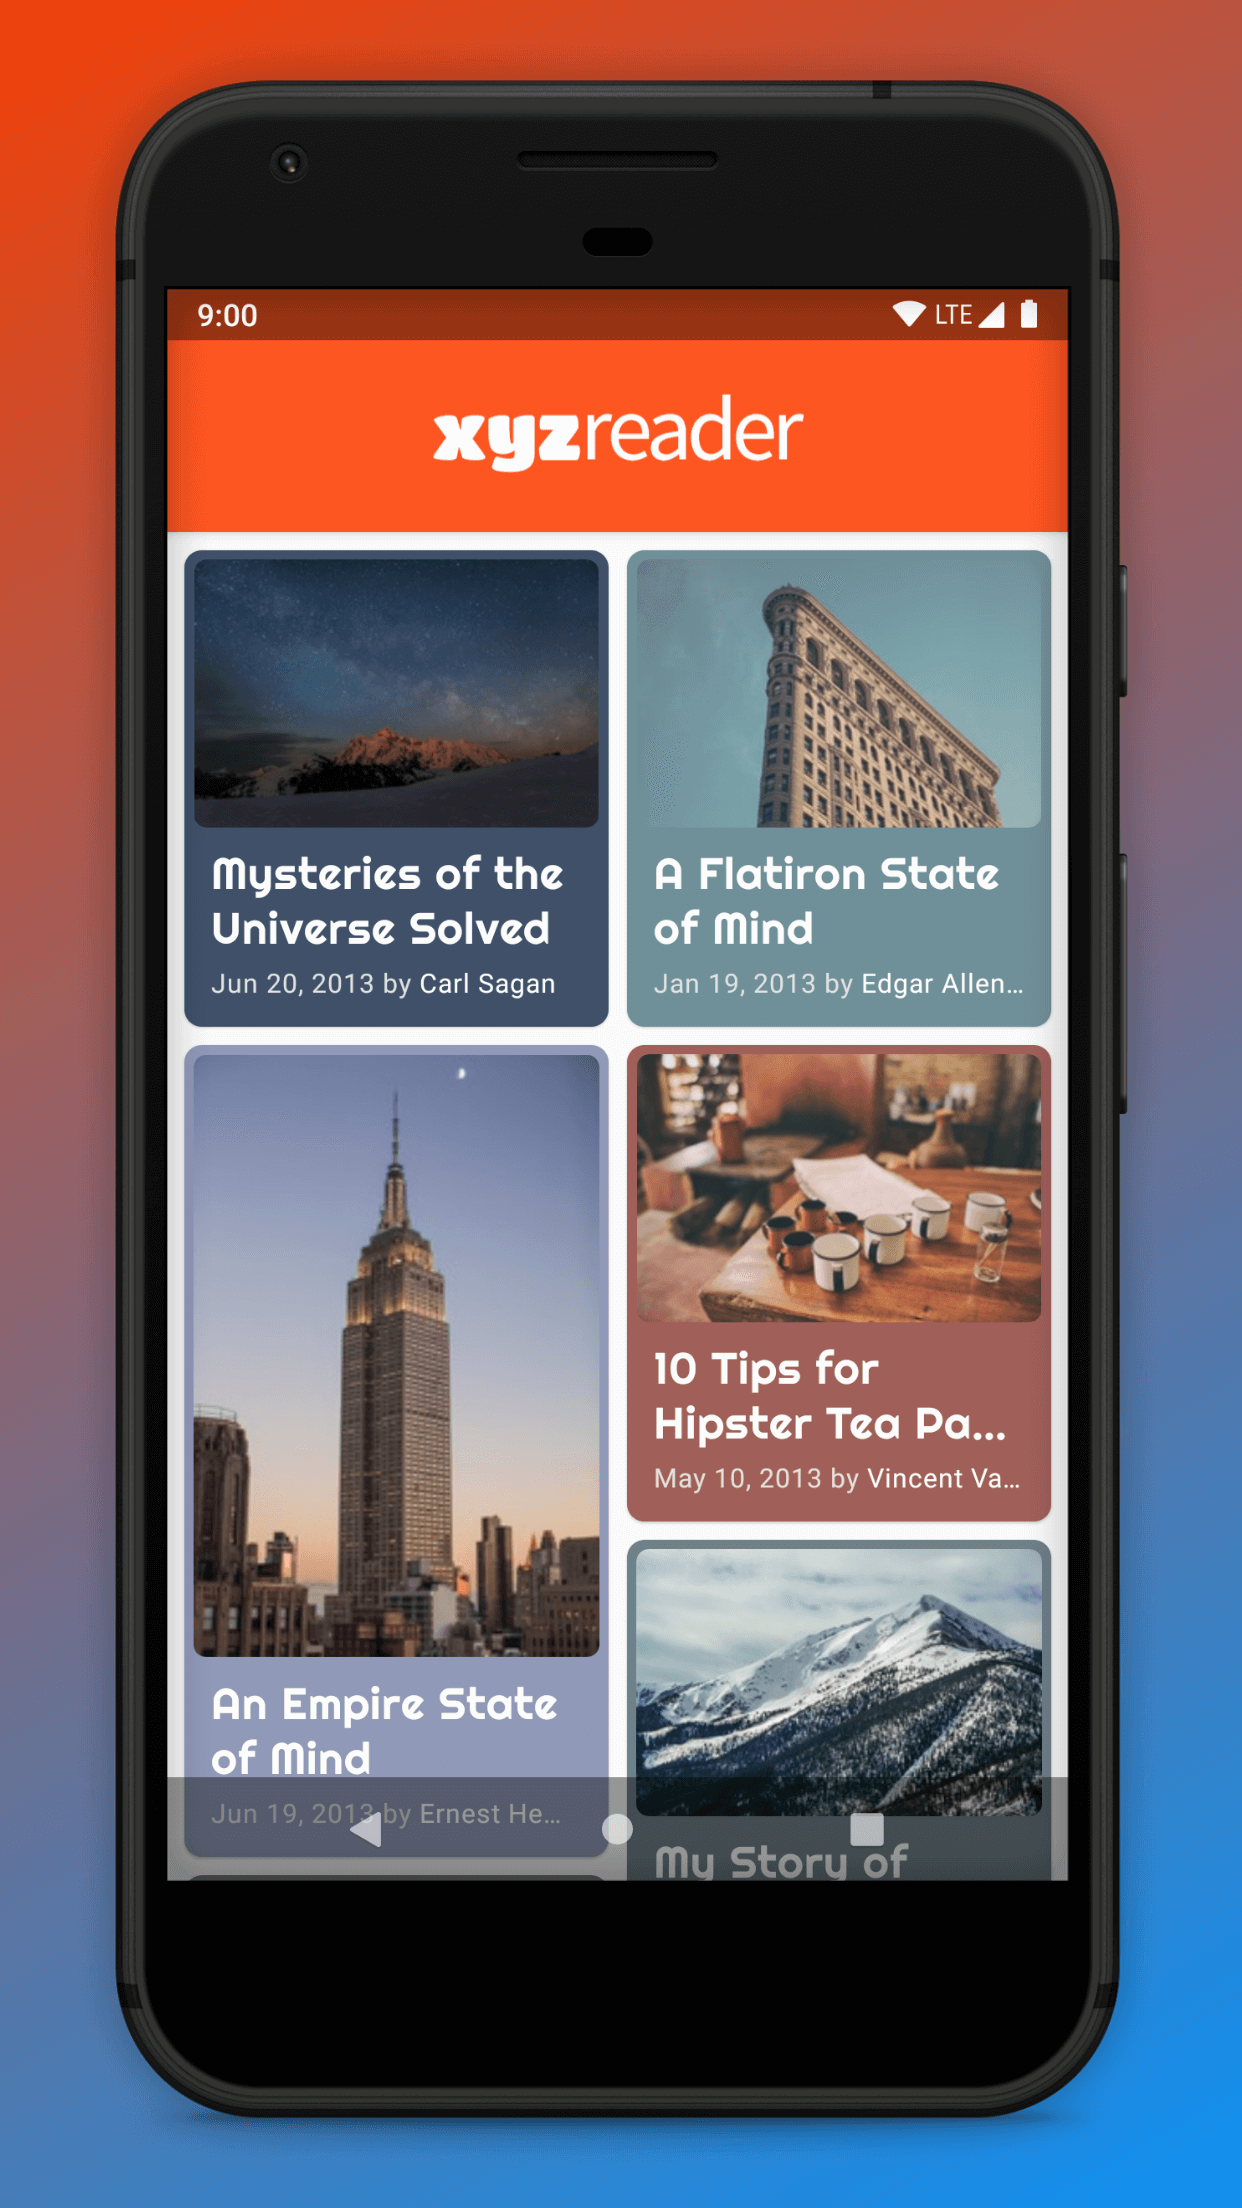 9:00
LTE
xyzreader
Mysteries of the
Universe Solved
Jun 20, 2013 by Carl Sagan
A Flatiron State
of Mind
Jan 19, 2013 by Edgar Allen...
An Empire State
of Mind
Jun 19, 2013 by Ernest He...
10 Tips for
Hipster Tea Pa...
May 10, 2013 by Vincent Va...
My Story of